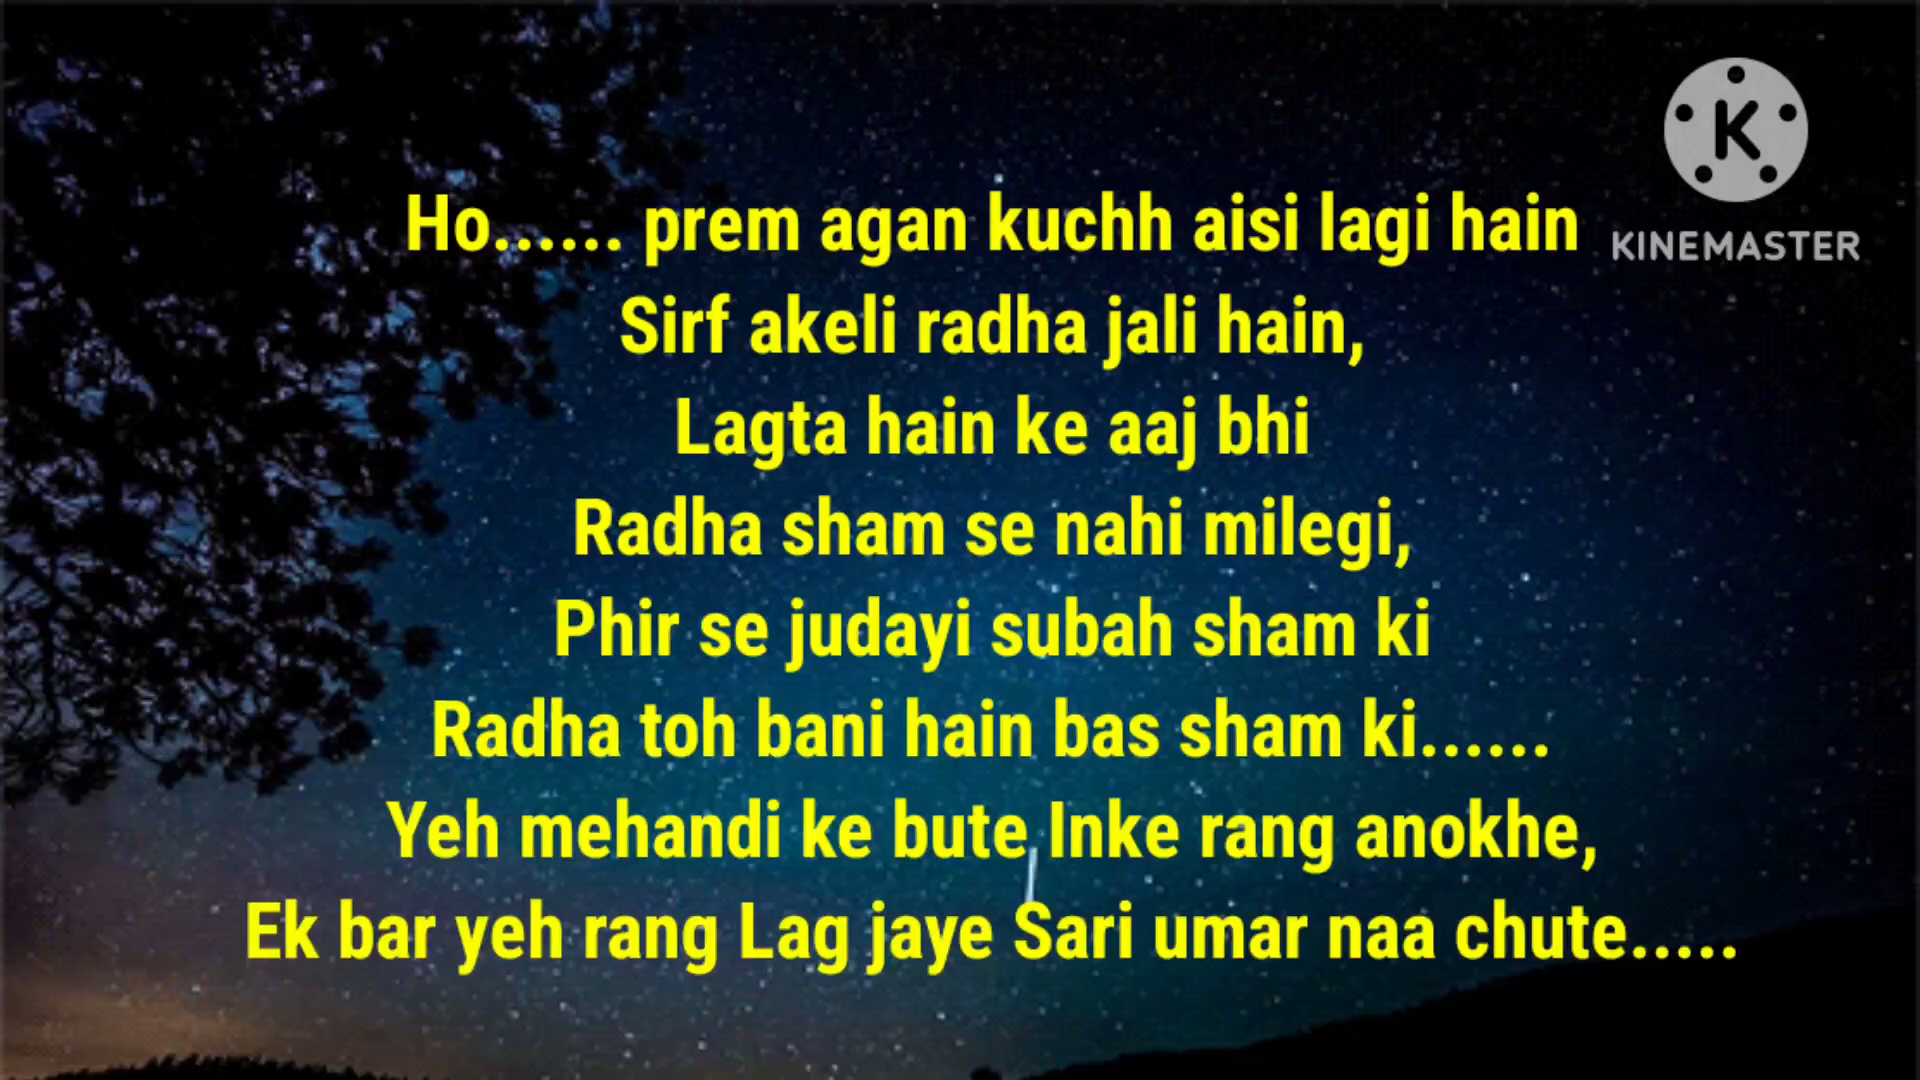 Ho...... prem agan kuchh aisi lagi hain
Sirf akeli radha jali hain,
Lagta hain ke aaj bhi
Radha sham se nahi milegi,
Phir se judayi subah sham ki
Radha toh bani hain bas sham ki......
Yeh mehandi ke bute Inke rang anokhe,
Ek bar yeh rang Lag jaye Sari umar naa chute.....
K
KINEMASTER